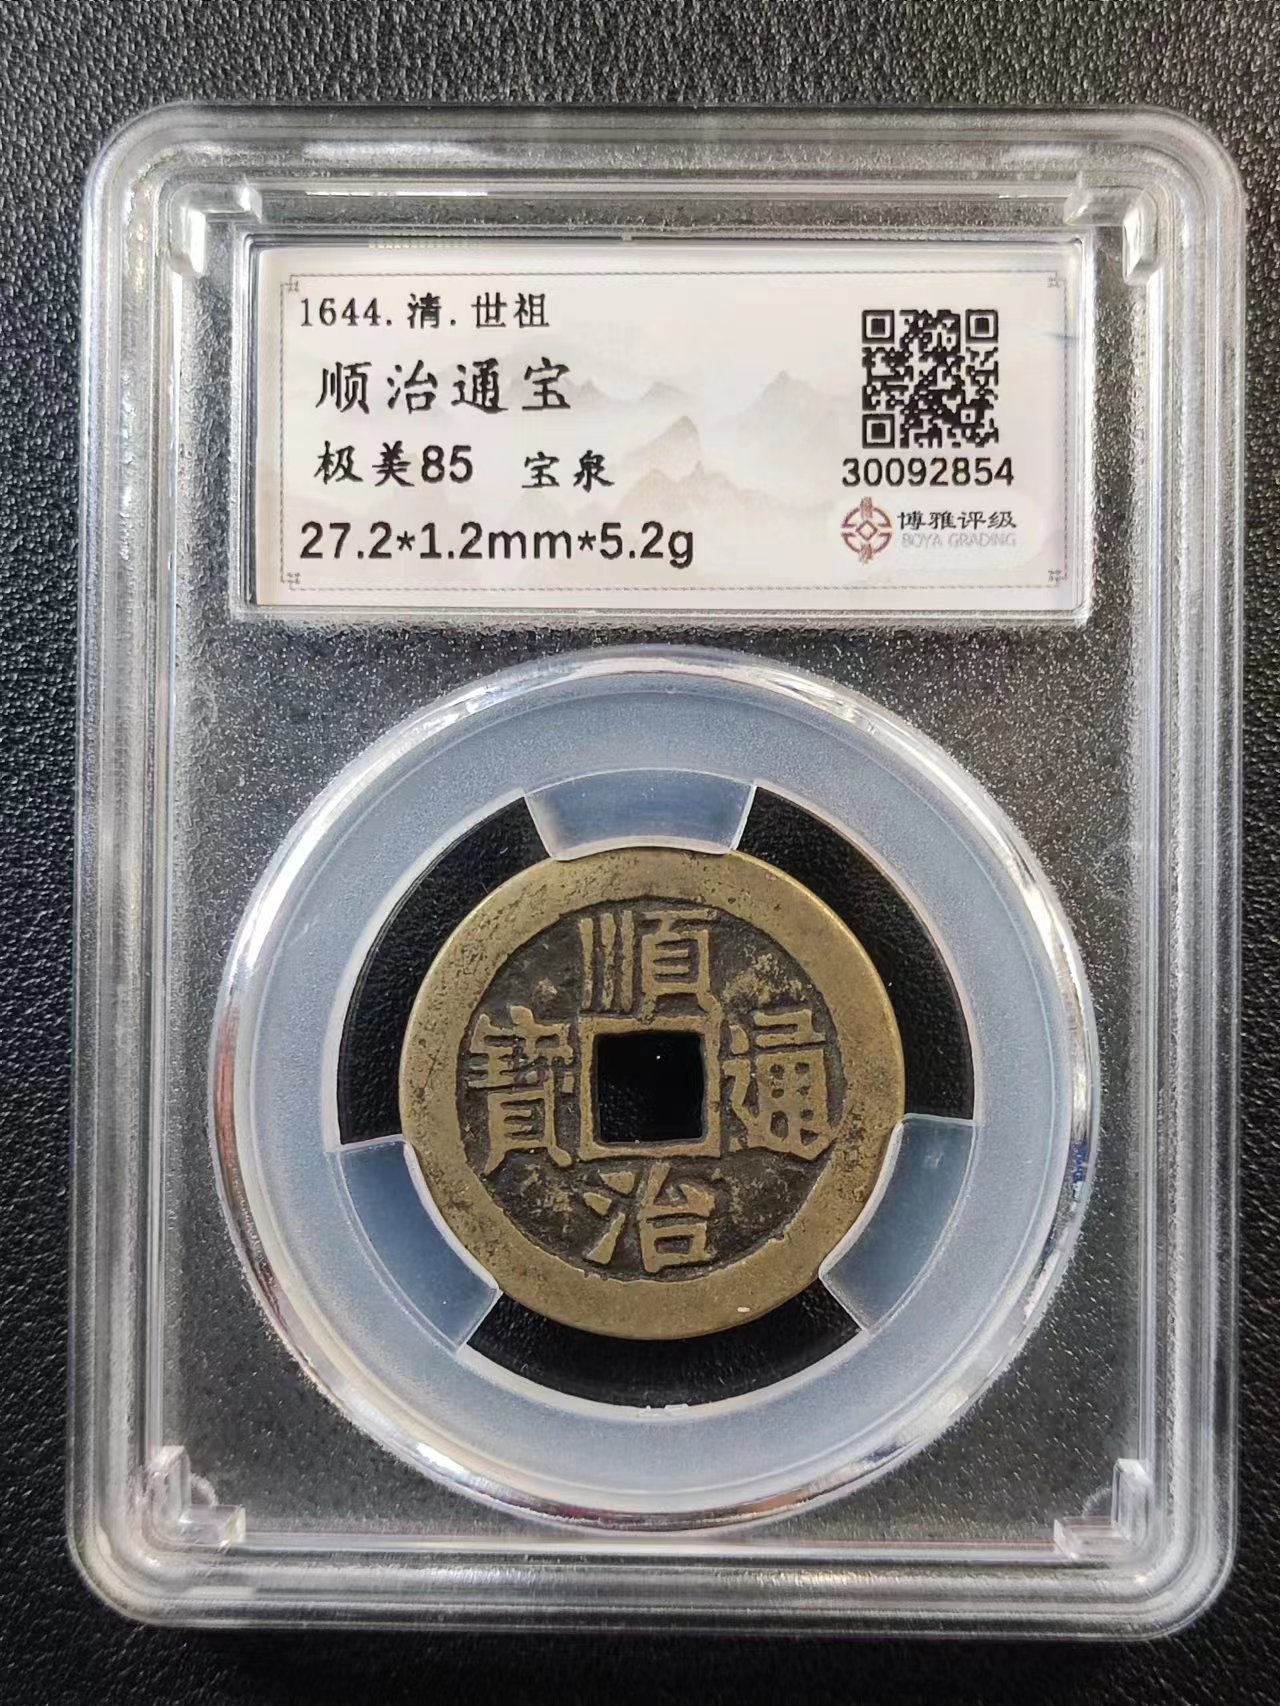 1644.清.世祖
顺治通宝
极美85 宝泉
27.2*1.2mm*5.2g
30092854
博雅评级
BOYA GRADING
順
寶 通
治